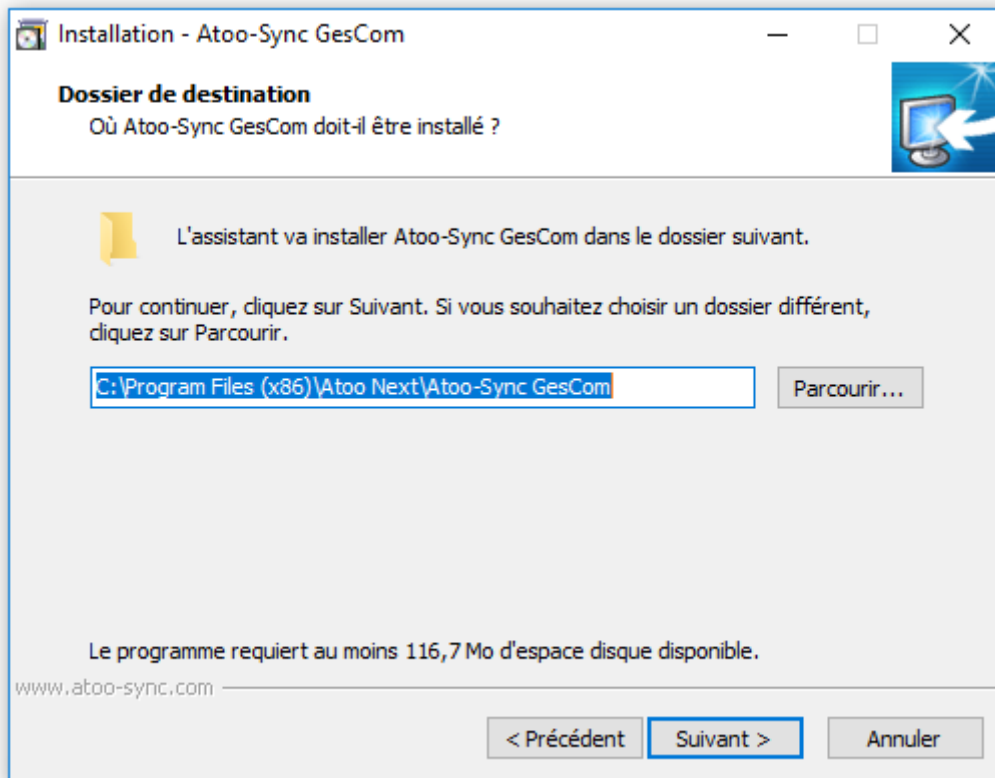 Installation - Atoo-Sync GesCom
Dossier de destination
Où Atoo-Sync GesCom doit-il être installé ?
L'assistant va installer Atoo-Sync GesCom dans le dossier suivant.
Pour continuer, cliquez sur Suivant. Si vous souhaitez choisir un dossier différent,
cliquez sur Parcourir.
C:\Program Files (x86)\Atoo Next\Atoo-Sync GesCom
Parcourir...
Le programme requiert au moins 116,7 Mo d'espace disque disponible.
www.atoo-sync.com
< Précédent
Suivant >
Annuler